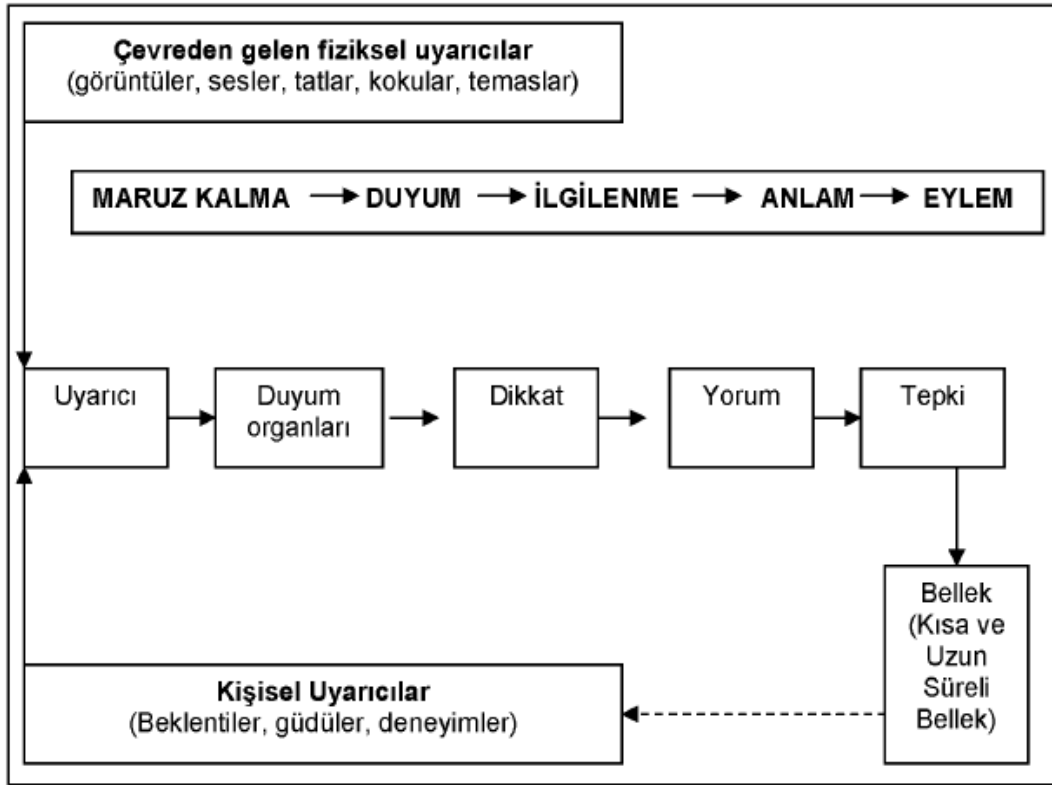 Çevreden gelen fiziksel uyarıcılar
(görüntüler, sesler, tatlar, kokular, temaslar)
MARUZ KALMA DUYUM İLGİLENME ANLAM EYLEM
Uyarıcı
Duyum
organları
Dikkat
Yorum
Tepki
Bellek
(Kısa ve
Uzun
Süreli
Bellek)
Kişisel Uyarıcılar
(Beklentiler, güdüler, deneyimler)